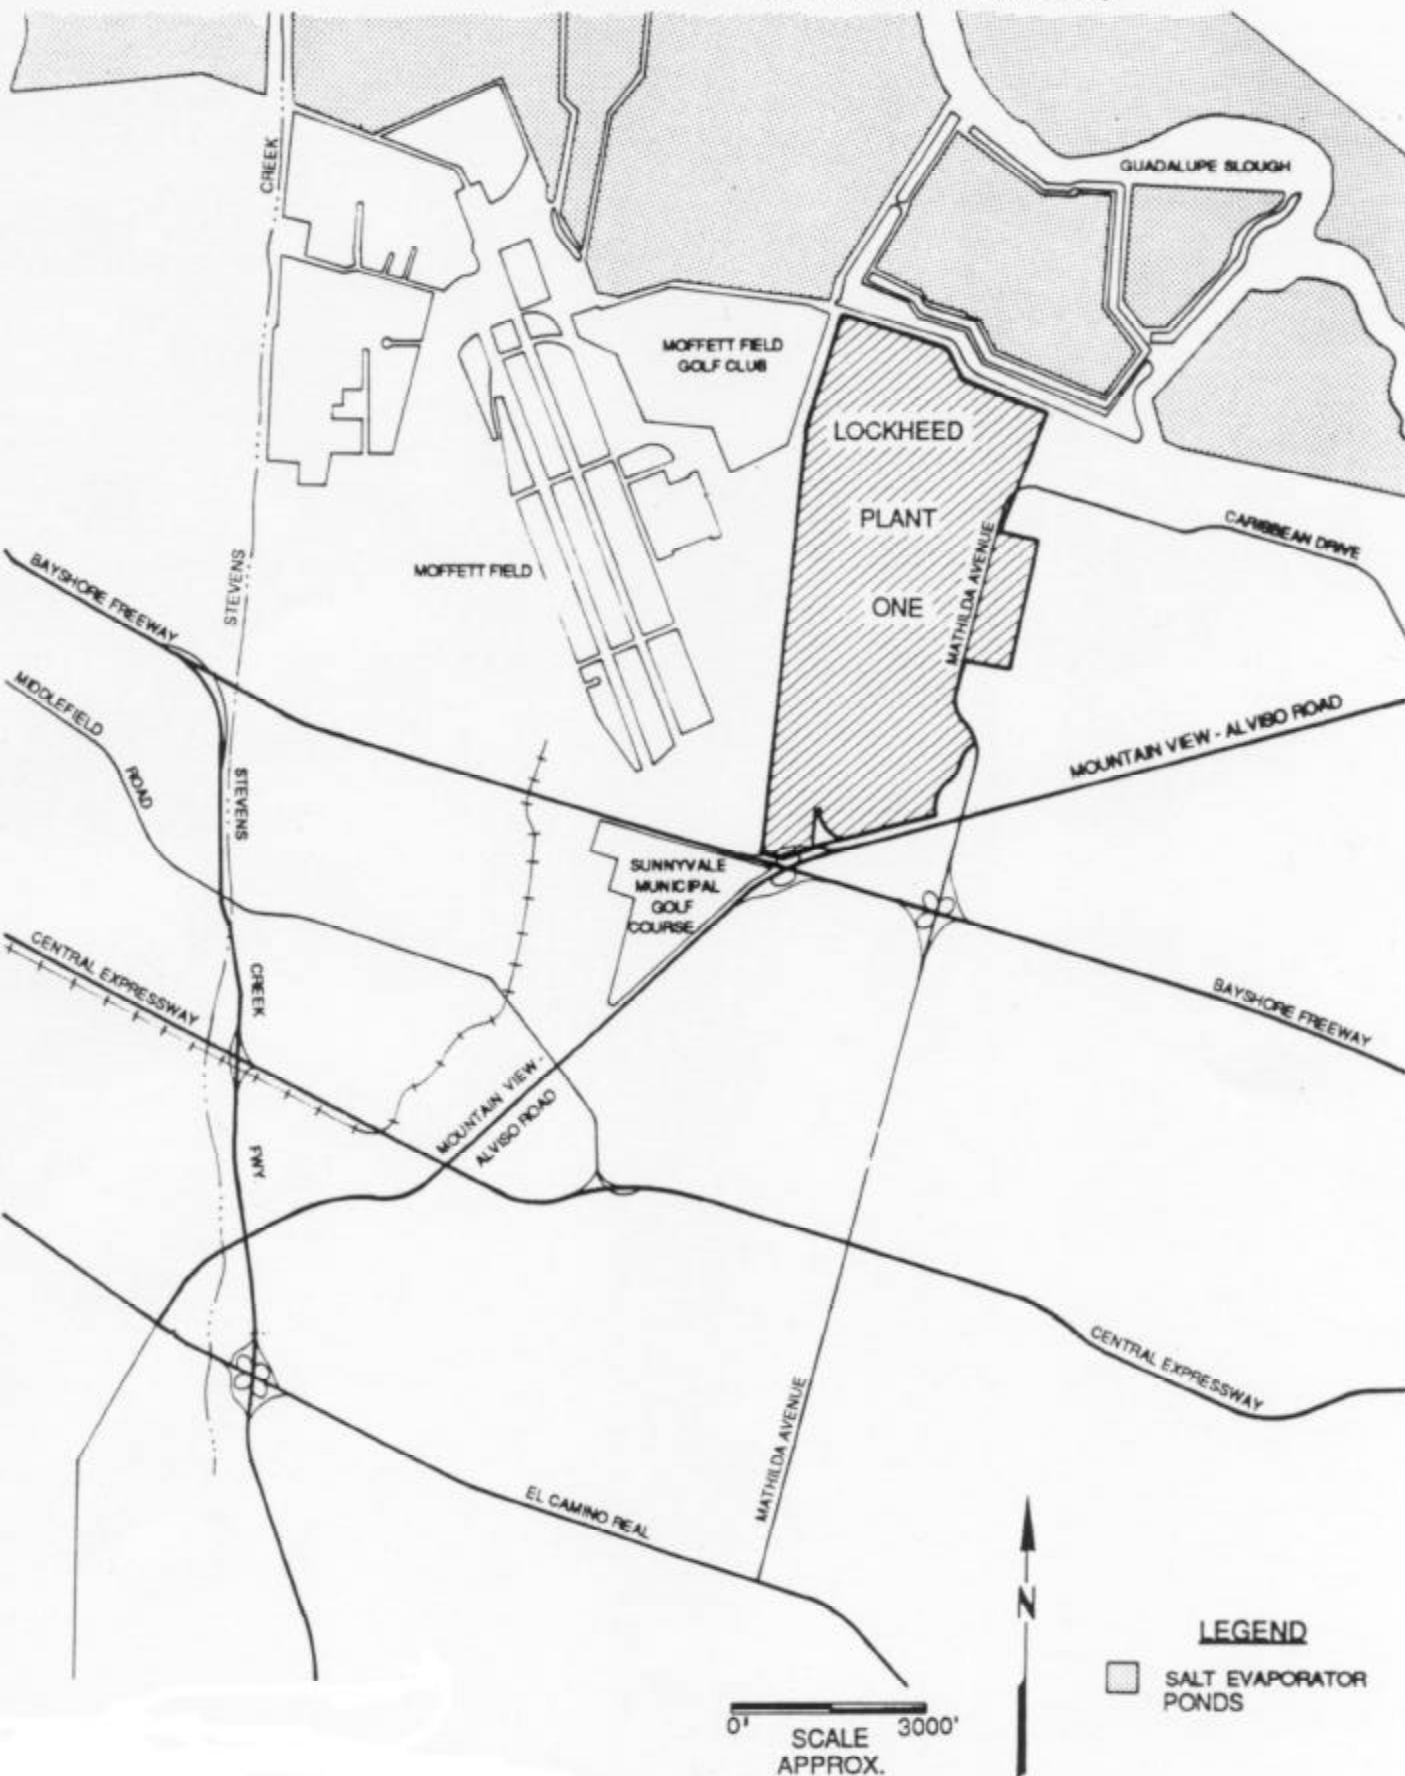 CREEK
GUADALUPE SLOUGH
MOFFETT FIELD
GOLF CLUB
LOCKHEED
PLANT
ONE
MATHILDA AVENUE
CARIBBEAN DRIVE
MOFFETT FIELD
STEVENS
BAYSHORE FREEWAY
MIDDLEFIELD
ROAD
STEVENS
MOUNTAIN VIEW - ALVISO ROAD
SUNNYVALE
MUNICIPAL
GOLF
COURSE
CENTRAL EXPRESSWAY
CREEK
BAYSHORE FREEWAY
MOUNTAIN VIEW -
ALVISO ROAD
FWY
CENTRAL EXPRESSWAY
MATHILDA AVENUE
EL CAMINO REAL
N
LEGEND
SALT EVAPORATOR
PONDS
0' 3000'
SCALE
APPROX.